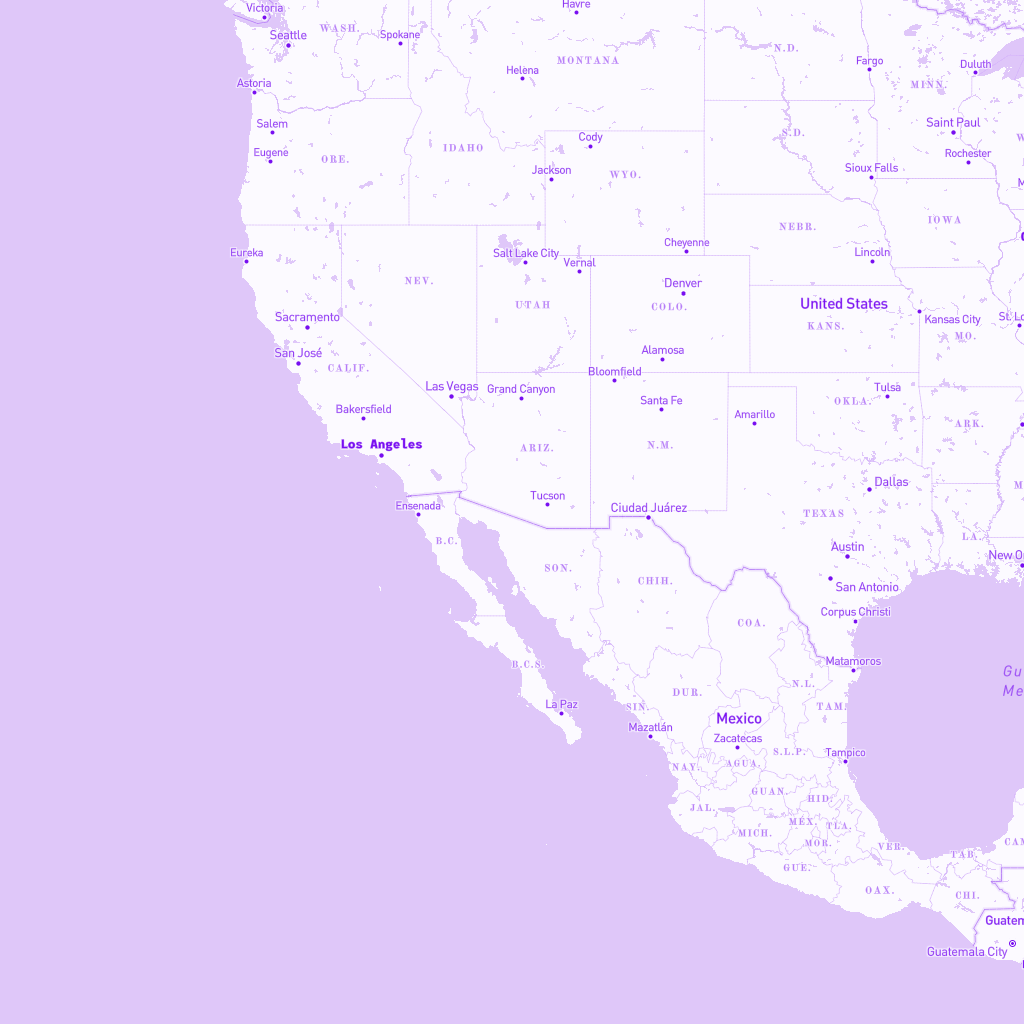 Victoria
Havre
WASH.
Seattle
Spokane
N.D.
MONTANA
Fargo
Duluth
Helena
Astoria
MINN.
Salem
Saint Paul
S.D.
Cody
IDAHO
Eugene
ORE.
Rochester
Jackson
WYO.
Sioux Falls
IOWA
NEBR.
Cheyenne
Eureka
Salt Lake City
Vernal
Lincoln
NEV.
Denver
UTAH
COLO.
United States
Sacramento
St. Lo
Kansas City
KANS.
MO.
San José
Alamosa
CALIF.
Bloomfield
Las Vegas
Grand Canyon
Tulsa
Santa Fe
OKLA.
Bakersfield
Amarillo
ARK.
Los Angeles
ARIZ.
N.M.
Dallas
Tucson
Ensenada
Ciudad Juárez
TEXAS
B.C.
LA.
Austin
New Or
SON.
CHIH.
San Antonio
Corpus Christi
COA.
Matamoros
B.C.S.
Gu
N.L.
DUR.
Me
La Paz
SIN.
TAM.
Mexico
Mazatlán
Zacatecas
S.L.P.
Tampico
NAY.
AGUA.
GUAN.
HID.
JAL.
MÉX.
TLA.
MICH.
MOR.
CAM
VER.
TAB.
GUE.
OAX.
CHI.
Guatem
Guatemala City